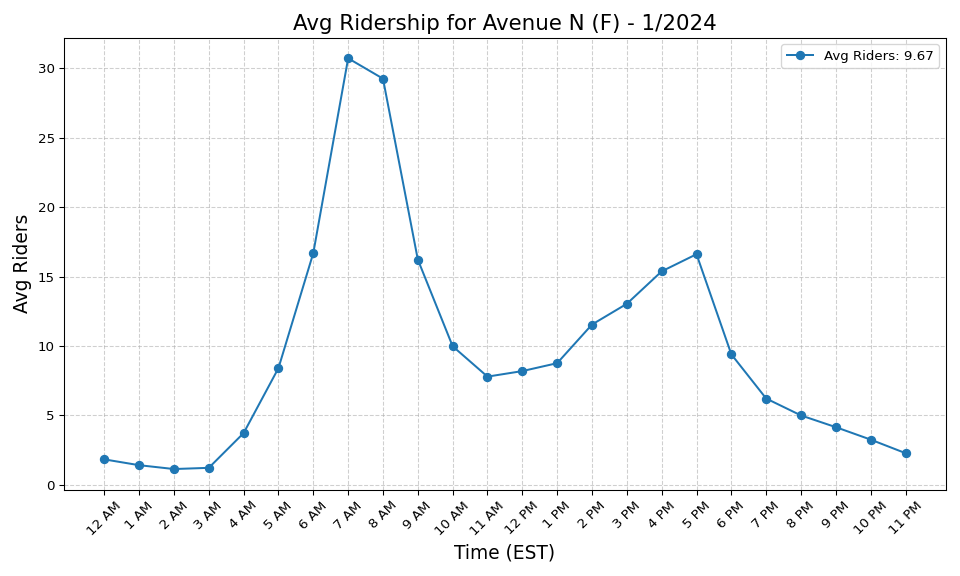 Avg Ridership for Avenue N (F) - 1/2024
Avg Riders: 9.67
Avg Riders
30
25
20
15
10
5
0
12 AM
1 AM
2 AM
3 AM
4 AM
5 AM
6 AM
7 AM
8 AM
9 AM
10 AM
11 AM
12 PM
1 PM
2 PM
3 PM
4 PM
5 PM
6 PM
7 PM
8 PM
9 PM
10 PM
11 PM
Time (EST)